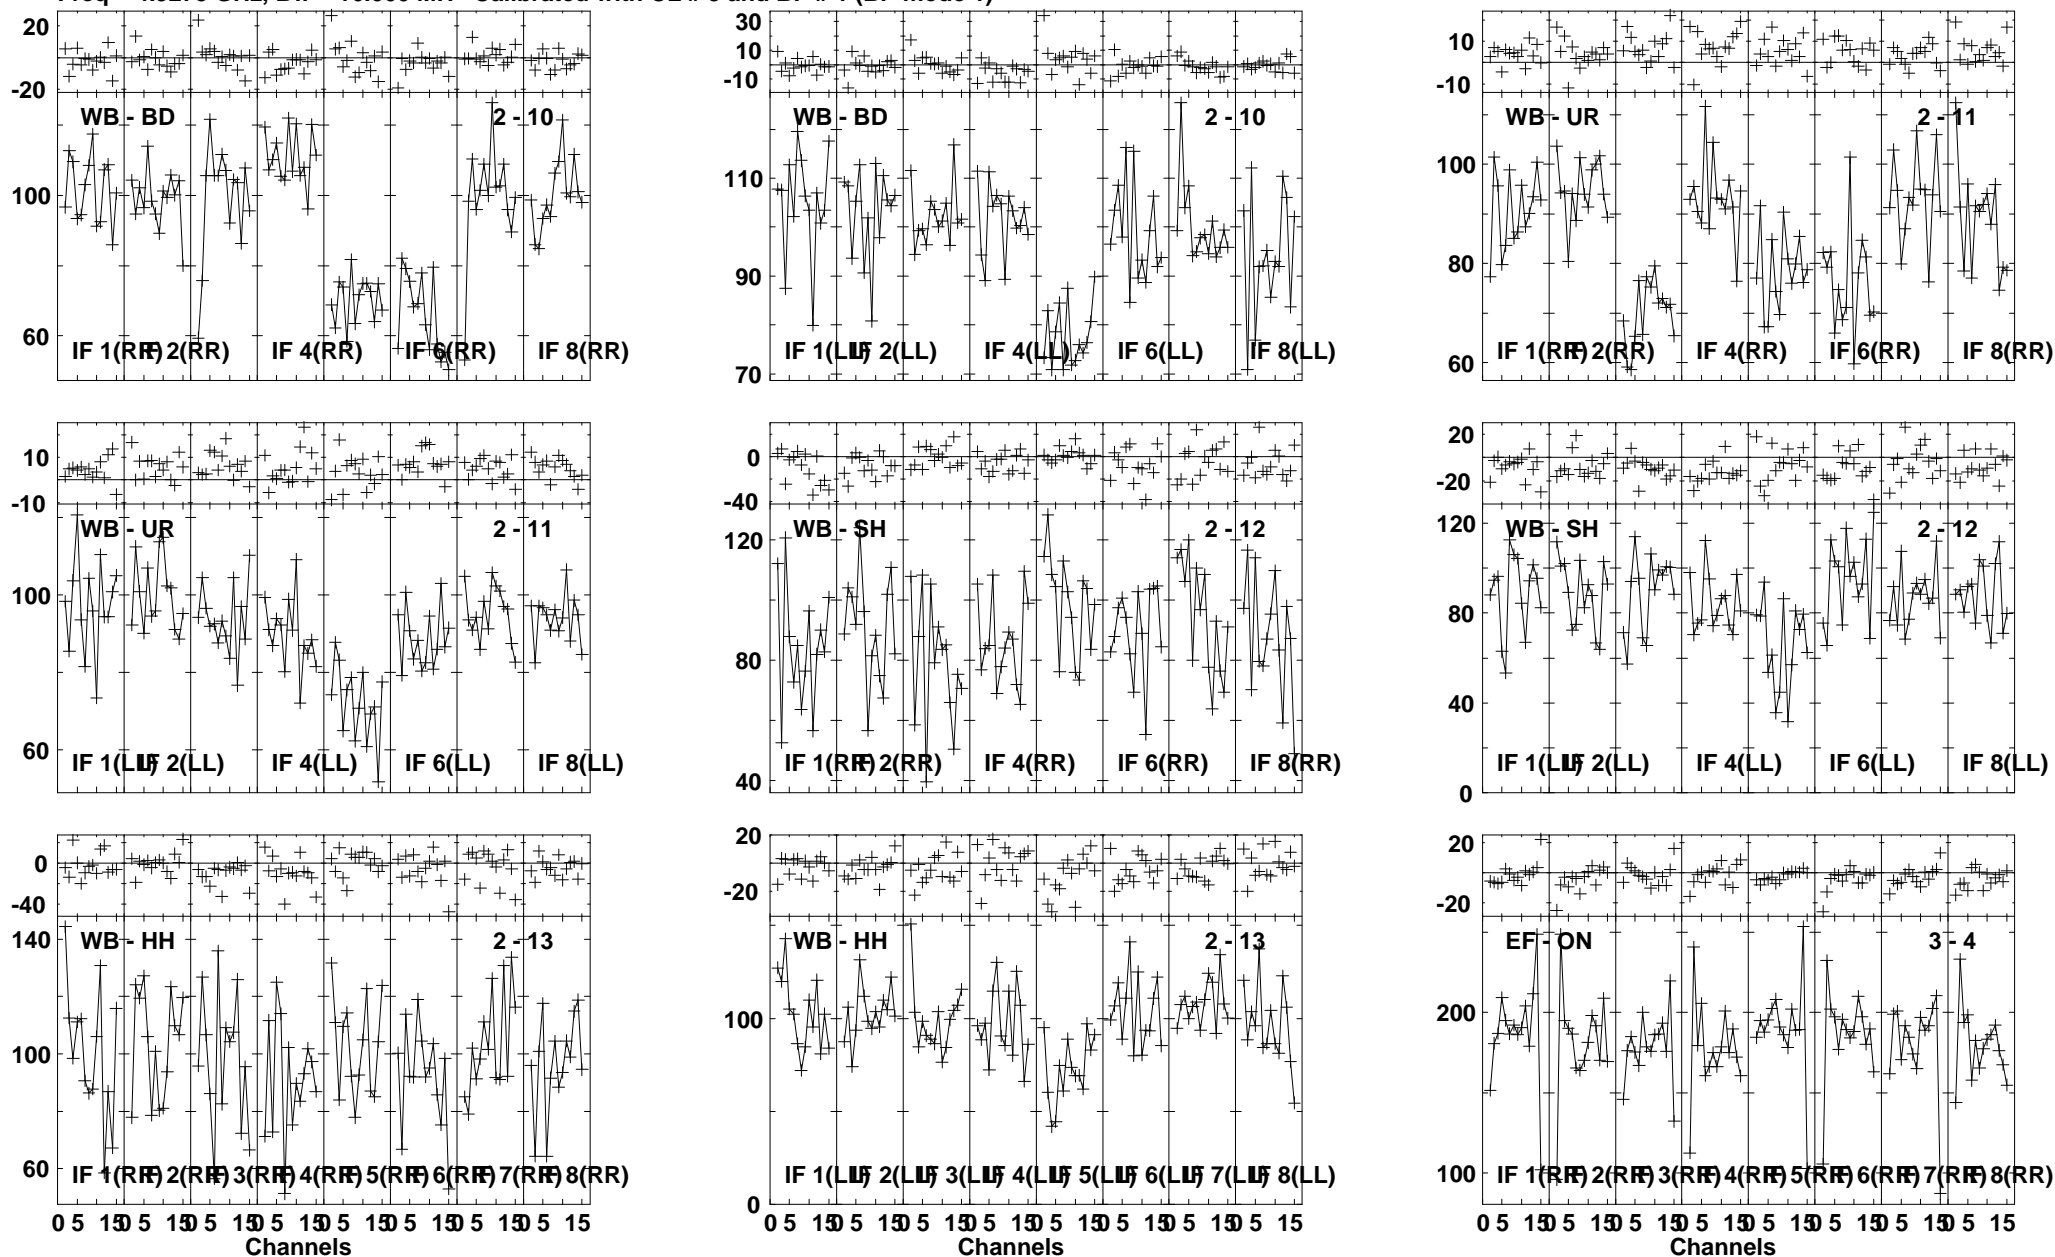 20
-20
WB - BD 2 - 10
100
60
IF 1(RR) IF 2(RR) IF 4(RR) IF 6(RR) IF 8(RR)
30
10
-10
WB - BD 2 - 10
110
90
70
IF 1(LL) IF 2(LL) IF 4(LL) IF 6(LL) IF 8(LL)
10
-10
WB - UR 2 - 11
100
80
60
IF 1(RR) IF 2(RR) IF 4(RR) IF 6(RR) IF 8(RR)
10
-10
WB - UR 2 - 11
100
60
IF 1(LL) IF 2(LL) IF 4(LL) IF 6(LL) IF 8(LL)
0
-40
WB - SH 2 - 12
120
80
40
IF 1(RR) IF 2(RR) IF 4(RR) IF 6(RR) IF 8(RR)
20
-20
WB - SH 2 - 12
120
80
40
0
IF 1(LL) IF 2(LL) IF 4(LL) IF 6(LL) IF 8(LL)
0
-40
WB - HH 2 - 13
140
100
60
IF 1(RR) IF 2(RR) IF 3(RR) IF 4(RR) IF 5(RR) IF 6(RR) IF 7(RR) IF 8(RR)
0 5 15 0 5 15 0 5 15 0 5 15 0 5 15 0 5 15 0 5 15 0 5 15
Channels
20
-20
WB - HH 2 - 13
100
0
IF 1(LL) IF 2(LL) IF 3(LL) IF 4(LL) IF 5(LL) IF 6(LL) IF 7(LL) IF 8(LL)
0 5 15 0 5 15 0 5 15 0 5 15 0 5 15 0 5 15 0 5 15 0 5 15
Channels
20
-20
EF - ON 3 - 4
200
100
IF 1(RR) IF 2(RR) IF 3(RR) IF 4(RR) IF 5(RR) IF 6(RR) IF 7(RR) IF 8(RR)
0 5 15 0 5 15 0 5 15 0 5 15 0 5 15 0 5 15 0 5 15 0 5 15
Channels